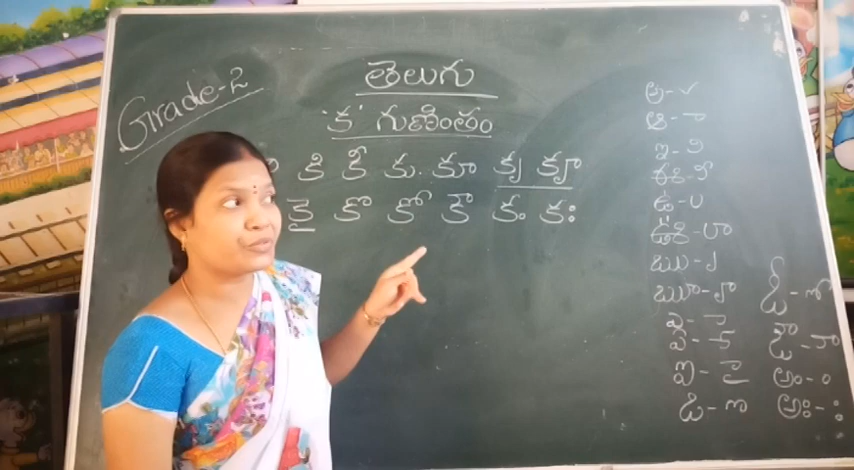 Grade-2
తెలుగు
'క' గుణింతం
కి కీ కు కూ కృ కౄ
కై కొ కో కౌ కం కః
అ - ✓
ఆ - ా
ఇ - ి
ఈ - ీ
ఉ - ు
ఊ - ూ
ఋ - ృ
ౠ - ౄ
ఎ - ె
ఏ - ే
ఐ - ై
ఒ - ొ
ఓ - ో
ఔ - ౌ
అం - ం
అః - ః